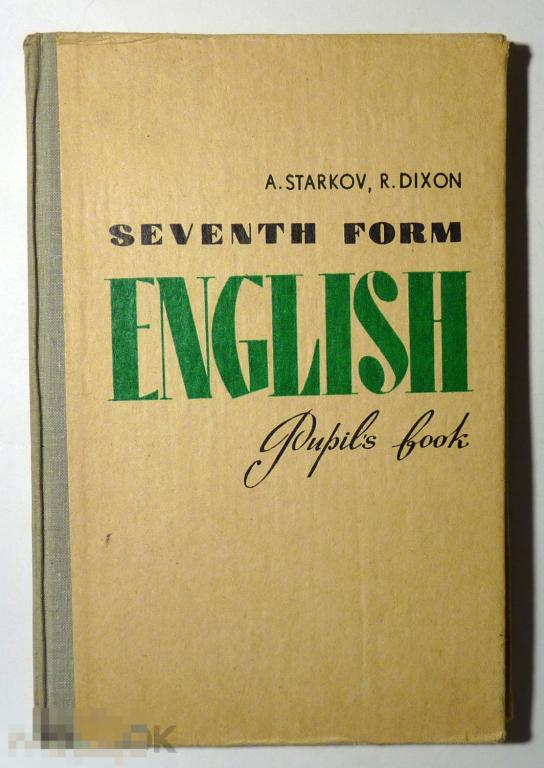 A. STARKOV, R. DIXON
SEVENTH FORM
ENGLISH
Pupil's book